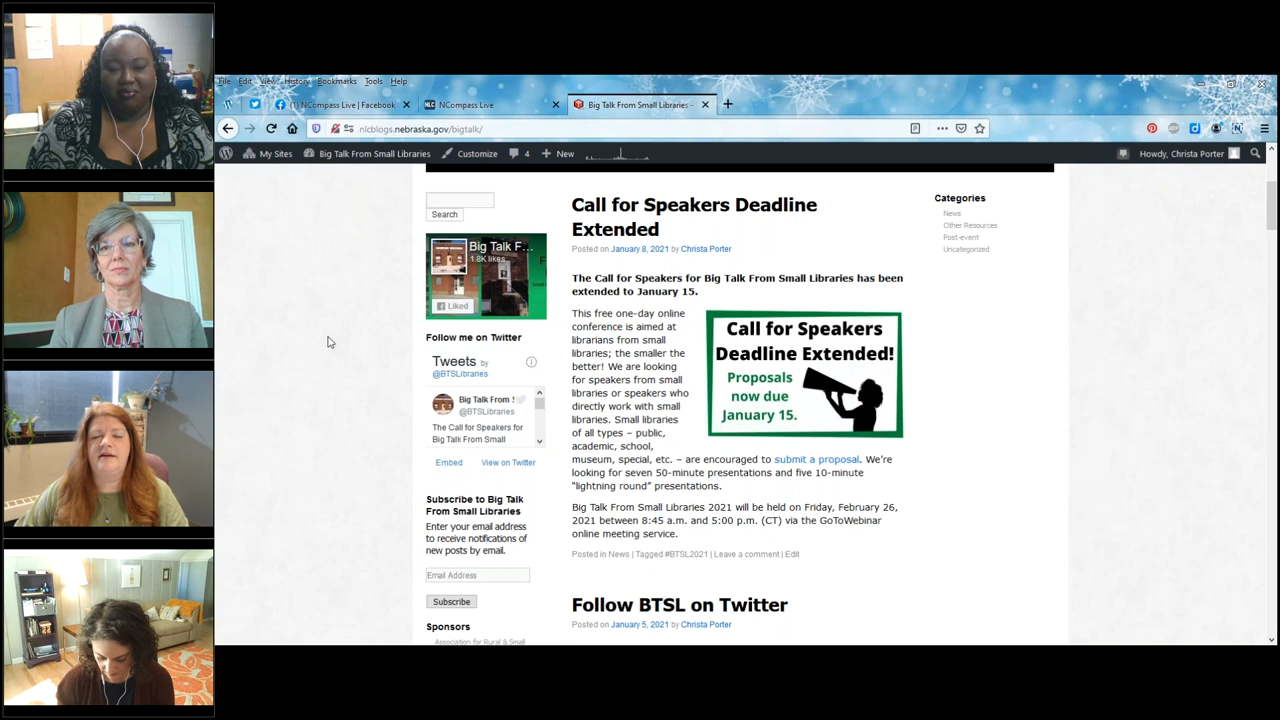 File Edit View History Bookmarks Tools Help
(1) NCompass Live | Facebook
NLC NCompass Live
Big Talk From Small Libraries –
nlcblogs.nebraska.gov/bigtalk/
My Sites Big Talk From Small Libraries Customize 4 New
Howdy, Christa Porter
Search
Big Talk F...
1.8K likes
Liked
Follow me on Twitter
Tweets by
@BTSLibraries
Big Talk From S
@BTSLibraries
The Call for Speakers for
Big Talk From Small
Embed View on Twitter
Subscribe to Big Talk
From Small Libraries
Enter your email address
to receive notifications of
new posts by email.
Email Address
Subscribe
Sponsors
Association for Rural & Small
Call for Speakers Deadline
Extended
Posted on January 8, 2021 by Christa Porter
The Call for Speakers for Big Talk From Small Libraries has been
extended to January 15.
This free one-day online
conference is aimed at
librarians from small
libraries; the smaller the
better! We are looking
for speakers from small
libraries or speakers who
directly work with small
libraries. Small libraries
of all types – public,
academic, school,
museum, special, etc. – are encouraged to submit a proposal. We're
looking for seven 50-minute presentations and five 10-minute
"lightning round" presentations.
Call for Speakers
Deadline Extended!
Proposals
now due
January 15.
Big Talk From Small Libraries 2021 will be held on Friday, February 26,
2021 between 8:45 a.m. and 5:00 p.m. (CT) via the GoToWebinar
online meeting service.
Posted in News | Tagged #BTSL2021 | Leave a comment | Edit
Follow BTSL on Twitter
Posted on January 5, 2021 by Christa Porter
Categories
News
Other Resources
Post-event
Uncategorized